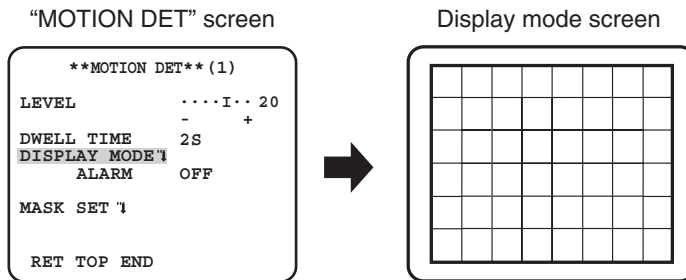 “MOTION DET” screen
Display mode screen
**MOTION DET**(1)
LEVEL ····I·· 20
- +
DWELL TIME 2S
DISPLAY MODE
ALARM OFF
MASK SET
RET TOP END